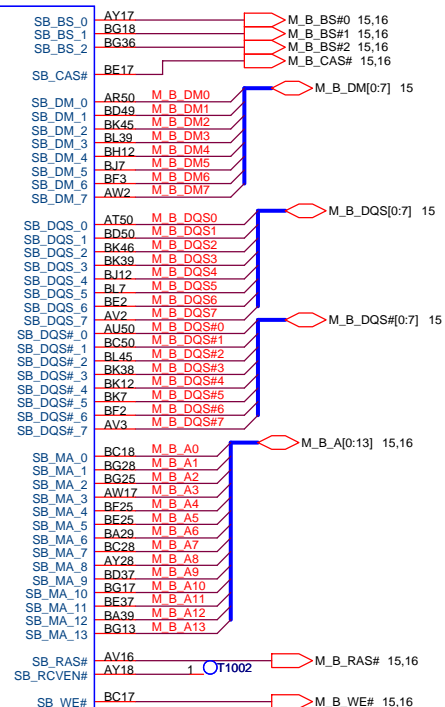 SB_BS_0 AY17 M_B_BS#0 15,16
SB_BS_1 BG18 M_B_BS#1 15,16
SB_BS_2 BG36 M_B_BS#2 15,16
SB_CAS# BE17 M_B_CAS# 15,16
M_B_DM[0:7] 15
SB_DM_0 AR50 M_B_DM0
SB_DM_1 BD49 M_B_DM1
SB_DM_2 BK45 M_B_DM2
SB_DM_3 BL39 M_B_DM3
SB_DM_4 BH12 M_B_DM4
SB_DM_5 BJ7 M_B_DM5
SB_DM_6 BF3 M_B_DM6
SB_DM_7 AW2 M_B_DM7
M_B_DQS[0:7] 15
SB_DQS_0 AT50 M_B_DQS0
SB_DQS_1 BD50 M_B_DQS1
SB_DQS_2 BK46 M_B_DQS2
SB_DQS_3 BK39 M_B_DQS3
SB_DQS_4 BJ12 M_B_DQS4
SB_DQS_5 BL7 M_B_DQS5
SB_DQS_6 BE2 M_B_DQS6
SB_DQS_7 AV2 M_B_DQS7
M_B_DQS#[0:7] 15
SB_DQS#_0 AU50 M_B_DQS#0
SB_DQS#_1 BC50 M_B_DQS#1
SB_DQS#_2 BL45 M_B_DQS#2
SB_DQS#_3 BK38 M_B_DQS#3
SB_DQS#_4 BK12 M_B_DQS#4
SB_DQS#_5 BK7 M_B_DQS#5
SB_DQS#_6 BF2 M_B_DQS#6
SB_DQS#_7 AV3 M_B_DQS#7
M_B_A[0:13] 15,16
SB_MA_0 BC18 M_B_A0
SB_MA_1 BG28 M_B_A1
SB_MA_2 BG25 M_B_A2
SB_MA_3 AW17 M_B_A3
SB_MA_4 BF25 M_B_A4
SB_MA_5 BE25 M_B_A5
SB_MA_6 BA29 M_B_A6
SB_MA_7 BC28 M_B_A7
SB_MA_8 AY28 M_B_A8
SB_MA_9 BD37 M_B_A9
SB_MA_10 BG17 M_B_A10
SB_MA_11 BE37 M_B_A11
SB_MA_12 BA39 M_B_A12
SB_MA_13 BG13 M_B_A13
SB_RAS# AV16 M_B_RAS# 15,16
SB_RCVEN# AY18 1 T1002
SB_WE# BC17 M_B_WE# 15,16